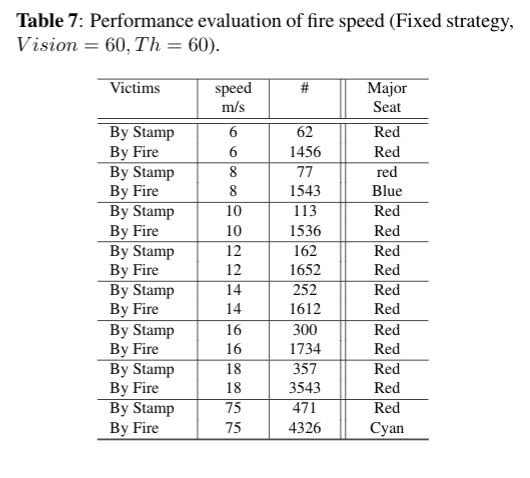 Table 7: Performance evaluation of fire speed (Fixed strategy,
Vision = 60, Th = 60).
Victims speed # Major
m/s Seat
By Stamp 6 62 Red
By Fire 6 1456 Red
By Stamp 8 77 red
By Fire 8 1543 Blue
By Stamp 10 113 Red
By Fire 10 1536 Red
By Stamp 12 162 Red
By Fire 12 1652 Red
By Stamp 14 252 Red
By Fire 14 1612 Red
By Stamp 16 300 Red
By Fire 16 1734 Red
By Stamp 18 357 Red
By Fire 18 3543 Red
By Stamp 75 471 Red
By Fire 75 4326 Cyan